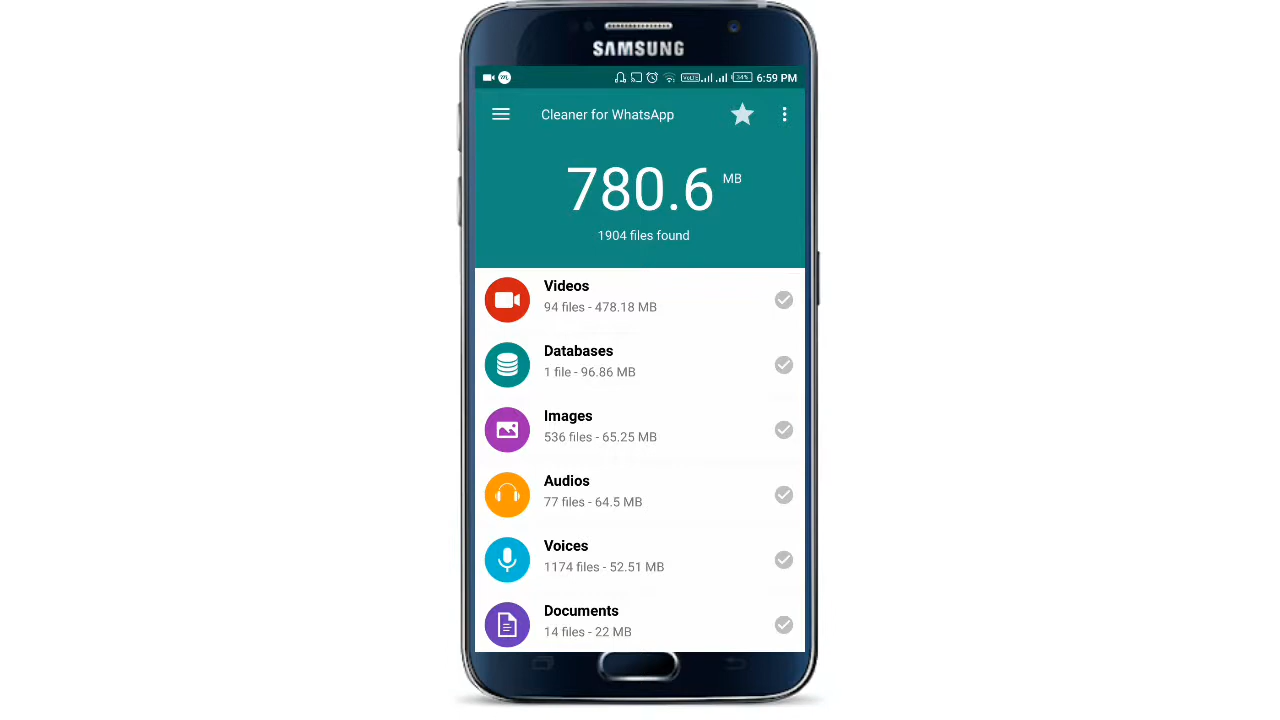 SAMSUNG
34% 6:59 PM
Cleaner for WhatsApp
780.6 MB
1904 files found
Videos
94 files - 478.18 MB
Databases
1 file - 96.86 MB
Images
536 files - 65.25 MB
Audios
77 files - 64.5 MB
Voices
1174 files - 52.51 MB
Documents
14 files - 22 MB